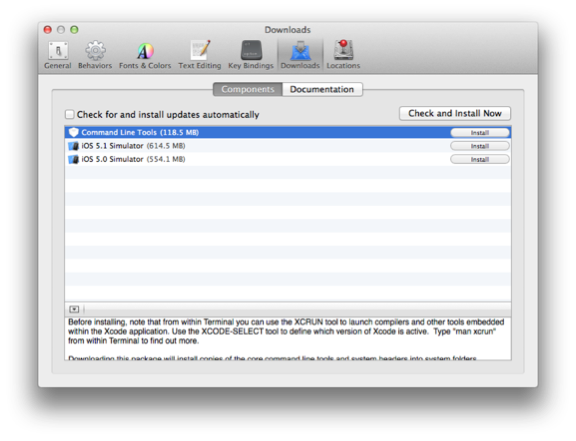 Downloads
General Behaviors Fonts & Colors Text Editing Key Bindings Downloads Locations
Components Documentation
Check for and install updates automatically Check and Install Now
Command Line Tools (118.5 MB) Install
iOS 5.1 Simulator (614.5 MB) Install
iOS 5.0 Simulator (554.1 MB) Install
Before installing, note that from within Terminal you can use the XCRUN tool to launch compilers and other tools embedded
within the Xcode application. Use the XCODE-SELECT tool to define which version of Xcode is active.  Type "man xcrun"
from within Terminal to find out more.
Downloading this package will install copies of the core command line tools and system headers into system folders